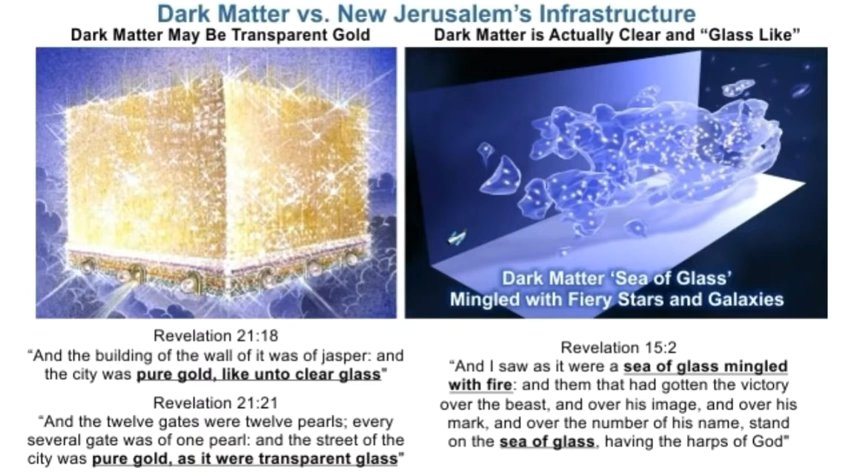 Dark Matter vs. New Jerusalem's Infrastructure
Dark Matter May Be Transparent Gold
Dark Matter is Actually Clear and “Glass Like”
Dark Matter ‘Sea of Glass’
Mingled with Fiery Stars and Galaxies
Revelation 21:18
“And the building of the wall of it was of jasper: and
the city was pure gold, like unto clear glass”
Revelation 21:21
“And the twelve gates were twelve pearls; every
several gate was of one pearl: and the street of the
city was pure gold, as it were transparent glass”
Revelation 15:2
“And I saw as it were a sea of glass mingled
with fire: and them that had gotten the victory
over the beast, and over his image, and over his
mark, and over the number of his name, stand
on the sea of glass, having the harps of God”